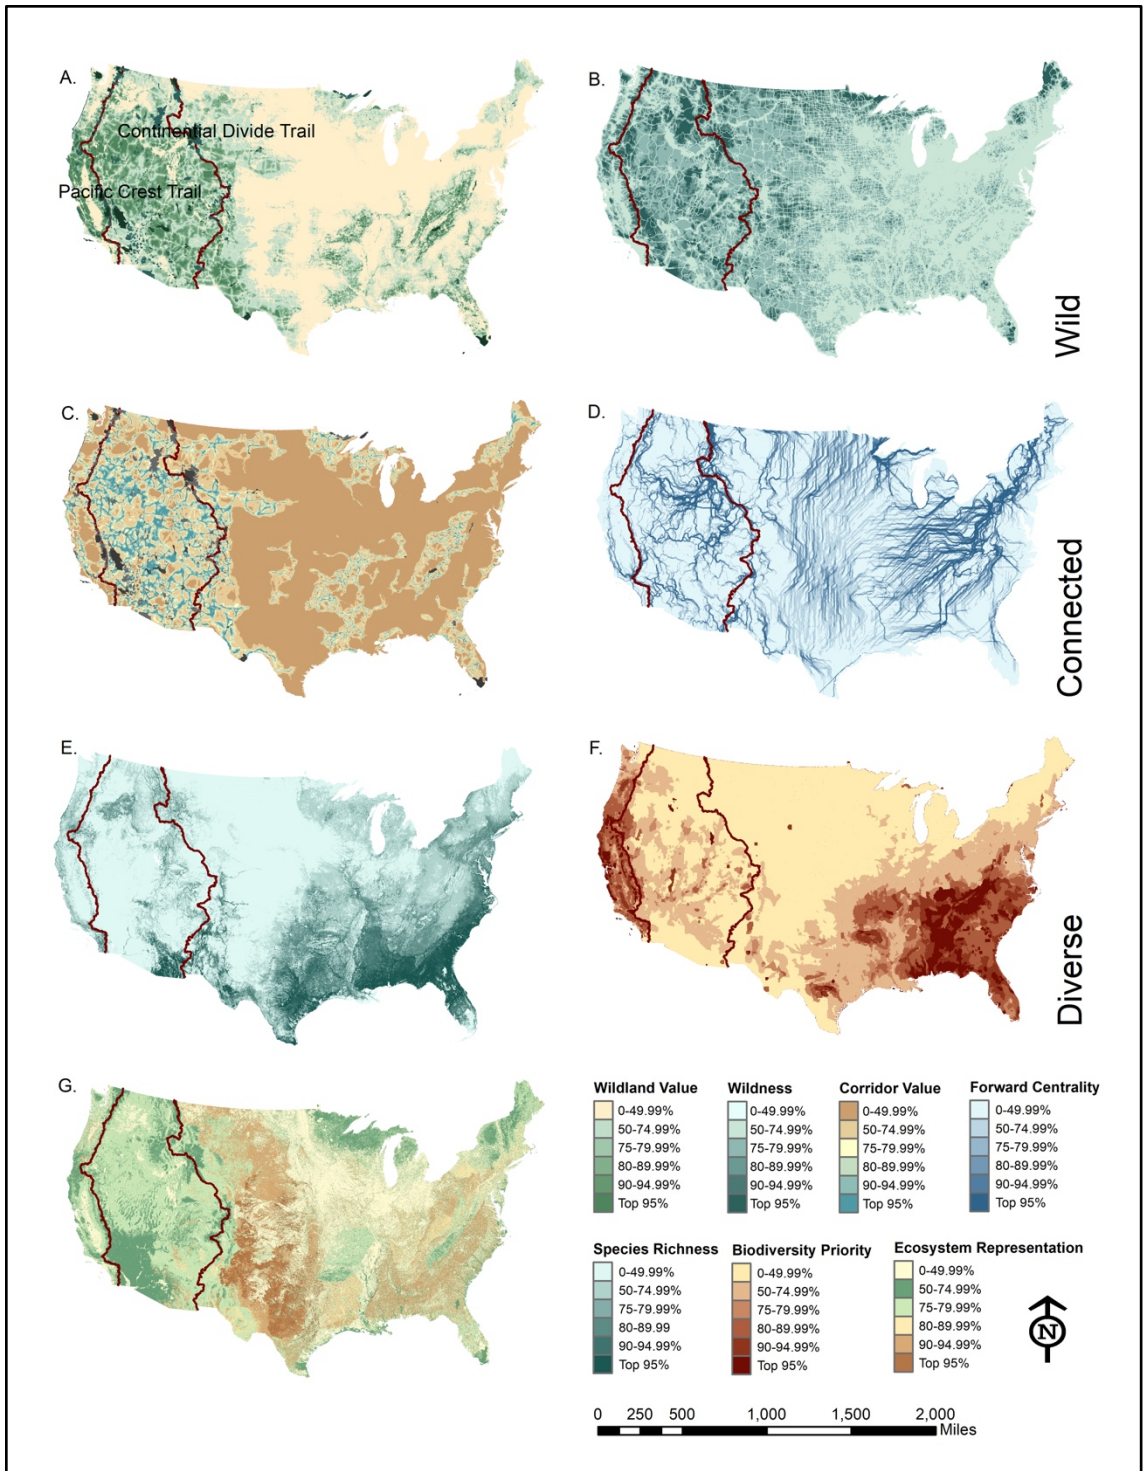 A.
B.
Continental Divide Trail
Pacific Crest Trail
Wild
C.
D.
Connected
E.
F.
Diverse
G.
Wildland Value
0-49.99%
50-74.99%
75-79.99%
80-89.99%
90-94.99%
Top 95%
Wildness
0-49.99%
50-74.99%
75-79.99%
80-89.99%
90-94.99%
Top 95%
Corridor Value
0-49.99%
50-74.99%
75-79.99%
80-89.99%
90-94.99%
Top 95%
Forward Centrality
0-49.99%
50-74.99%
75-79.99%
80-89.99%
90-94.99%
Top 95%
Species Richness
0-49.99%
50-74.99%
75-79.99%
80-89.99
90-94.99%
Top 95%
Biodiversity Priority
0-49.99%
50-74.99%
75-79.99%
80-89.99%
90-94.99%
Top 95%
Ecosystem Representation
0-49.99%
50-74.99%
75-79.99%
80-89.99%
90-94.99%
Top 95%
N
0 250 500 1,000 1,500 2,000
Miles